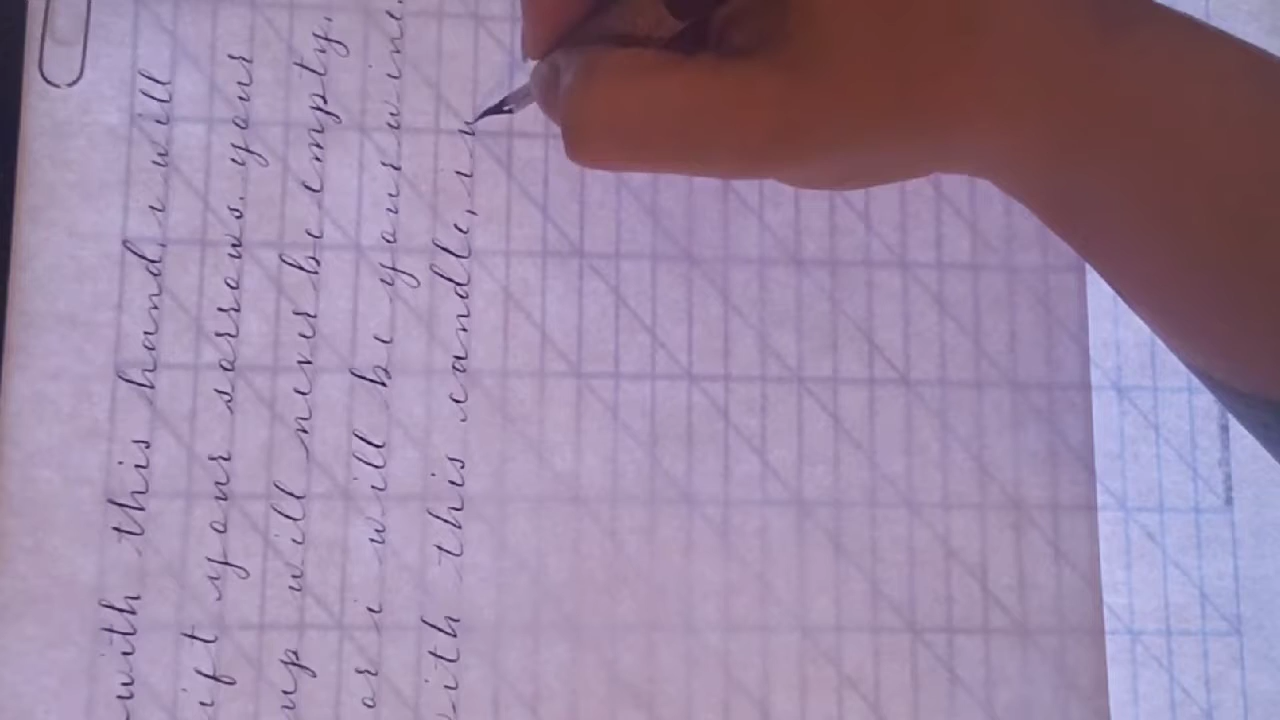 with this hand, i will
ift your sorrows. your
up will never be empty,
or i will be your wine.
ith this candle, i